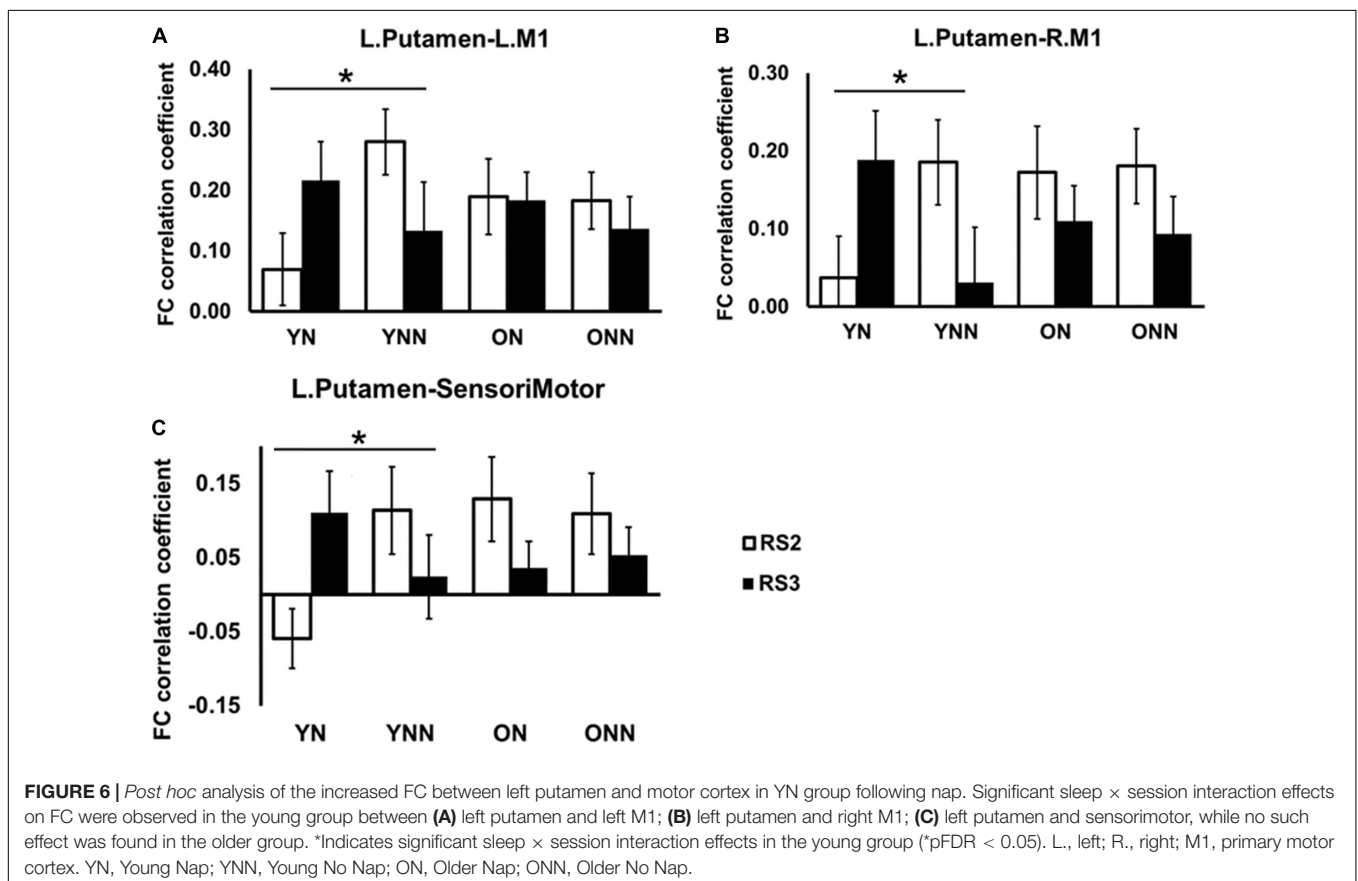 A
L.Putamen-L.M1
*
FC correlation coefficient
0.40
0.30
0.20
0.10
0.00
YN YNN ON ONN
B
L.Putamen-R.M1
*
FC correlation coefficient
0.30
0.20
0.10
0.00
YN YNN ON ONN
L.Putamen-SensoriMotor
C
*
FC correlation coefficient
0.15
0.05
-0.05
-0.15
YN YNN ON ONN
RS2
RS3
FIGURE 6 | Post hoc analysis of the increased FC between left putamen and motor cortex in YN group following nap. Significant sleep × session interaction effects
on FC were observed in the young group between (A) left putamen and left M1; (B) left putamen and right M1; (C) left putamen and sensorimotor, while no such
effect was found in the older group. *Indicates significant sleep × session interaction effects in the young group (*pFDR < 0.05). L., left; R., right; M1, primary motor
cortex. YN, Young Nap; YNN, Young No Nap; ON, Older Nap; ONN, Older No Nap.